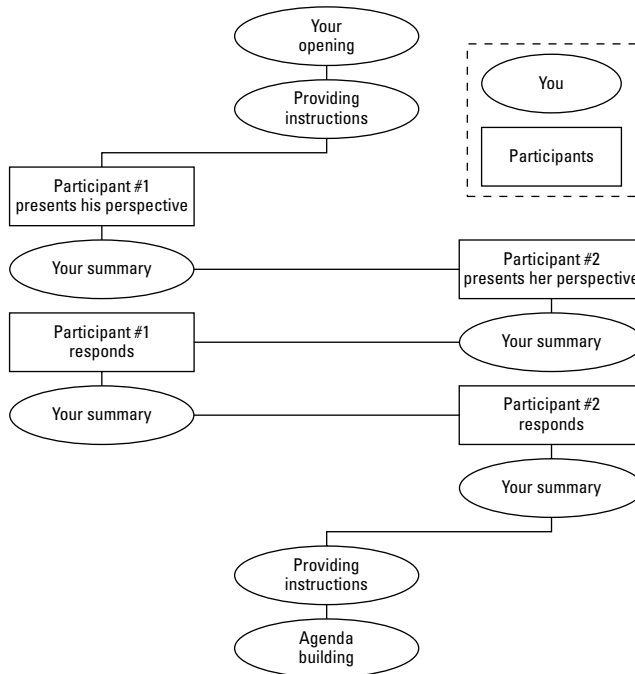 Your
opening
Providing
instructions
You
Participants
Participant #1
presents his perspective
Your summary
Participant #2
presents her perspective
Participant #1
responds
Your summary
Your summary
Participant #2
responds
Your summary
Providing
instructions
Agenda
building